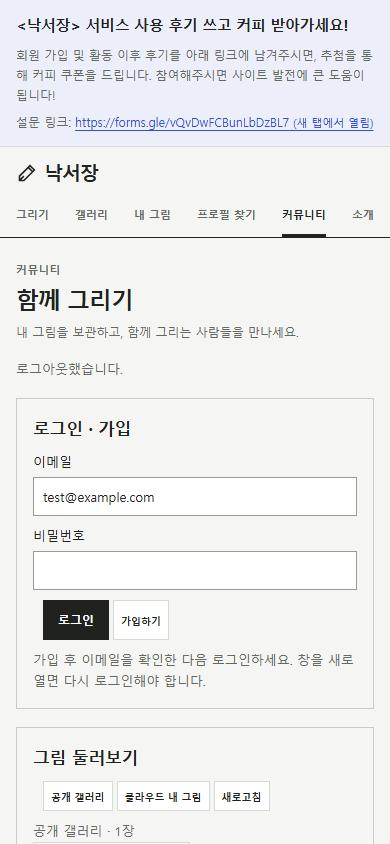 <낙서장> 서비스 사용 후기 쓰고 커피 받아가세요!
회원 가입 및 활동 이후 후기를 아래 링크에 남겨주시면, 추첨을 통
해 커피 쿠폰을 드립니다. 참여해주시면 사이트 발전에 큰 도움이
됩니다!
설문 링크: https://forms.gle/vQvDwFCBunLbDzBL7 (새 탭에서 열림)
낙서장
그리기 갤러리 내 그림 프로필 찾기 커뮤니티 소개
커뮤니티
함께 그리기
내 그림을 보관하고, 함께 그리는 사람들을 만나세요.
로그아웃했습니다.
로그인 · 가입
이메일
test@example.com
비밀번호
로그인 가입하기
가입 후 이메일을 확인한 다음 로그인하세요. 창을 새로
열면 다시 로그인해야 합니다.
그림 둘러보기
공개 갤러리 클라우드 내 그림 새로고침
공개 갤러리 · 1장